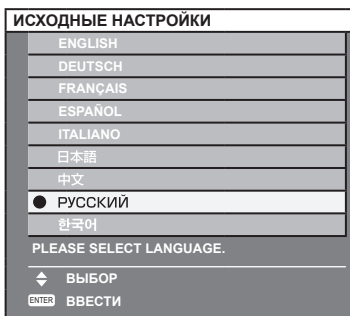 ИСХОДНЫЕ НАСТРОЙКИ
ENGLISH
DEUTSCH
FRANÇAIS
ESPAÑOL
ITALIANO
日本語
中文
РУССКИЙ
한국어
PLEASE SELECT LANGUAGE.
ВЫБОР
ENTER ВВЕСТИ